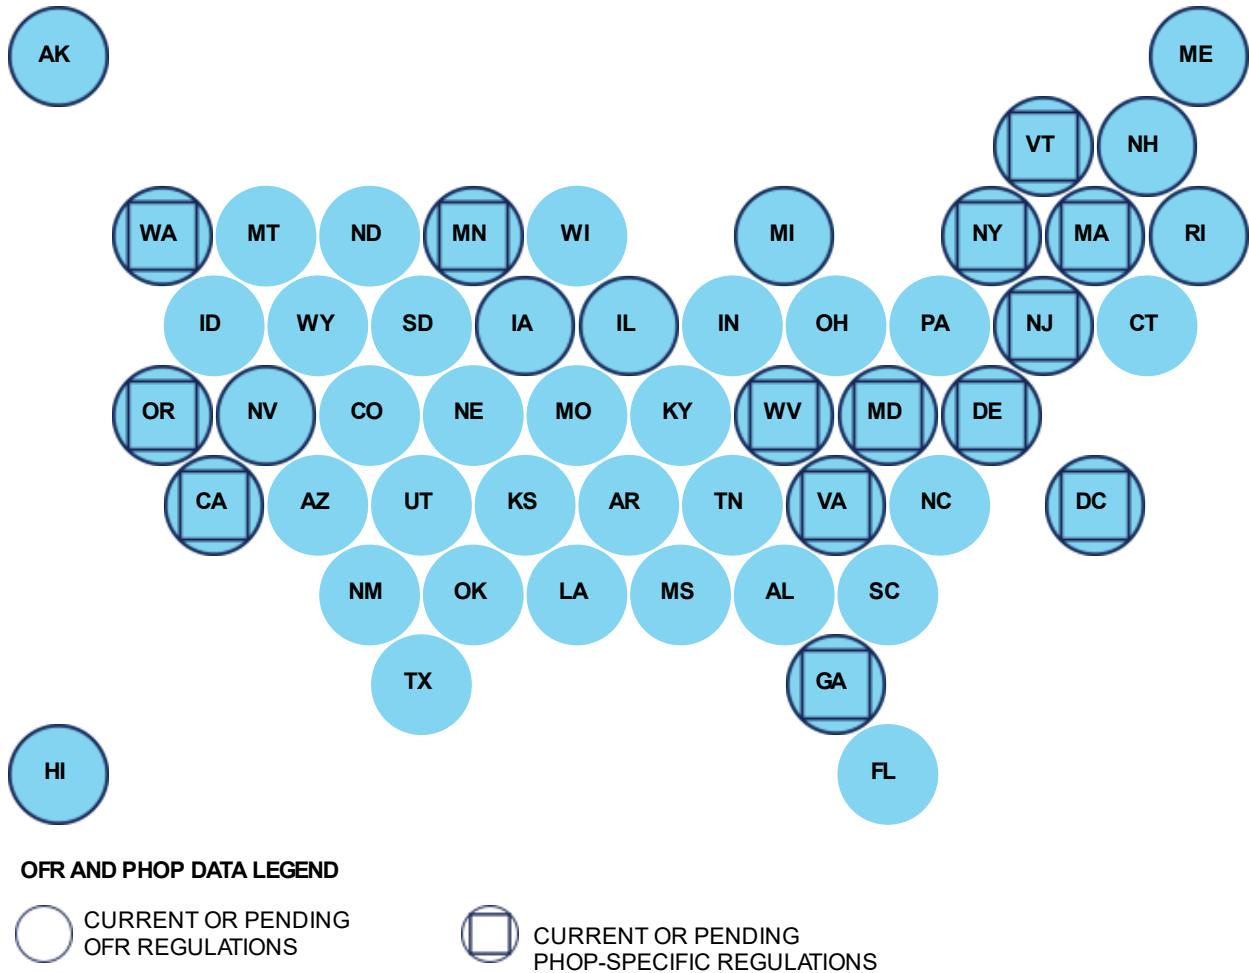 AK
ME
VT
NH
WA
MT
ND
MN
WI
MI
NY
MA
RI
ID
WY
SD
IA
IL
IN
OH
PA
NJ
CT
OR
NV
CO
NE
MO
KY
WV
MD
DE
CA
AZ
UT
KS
AR
TN
VA
NC
DC
NM
OK
LA
MS
AL
SC
TX
GA
HI
FL
OFR AND PHOP DATA LEGEND
CURRENT OR PENDING
OFR REGULATIONS
CURRENT OR PENDING
PHOP-SPECIFIC REGULATIONS